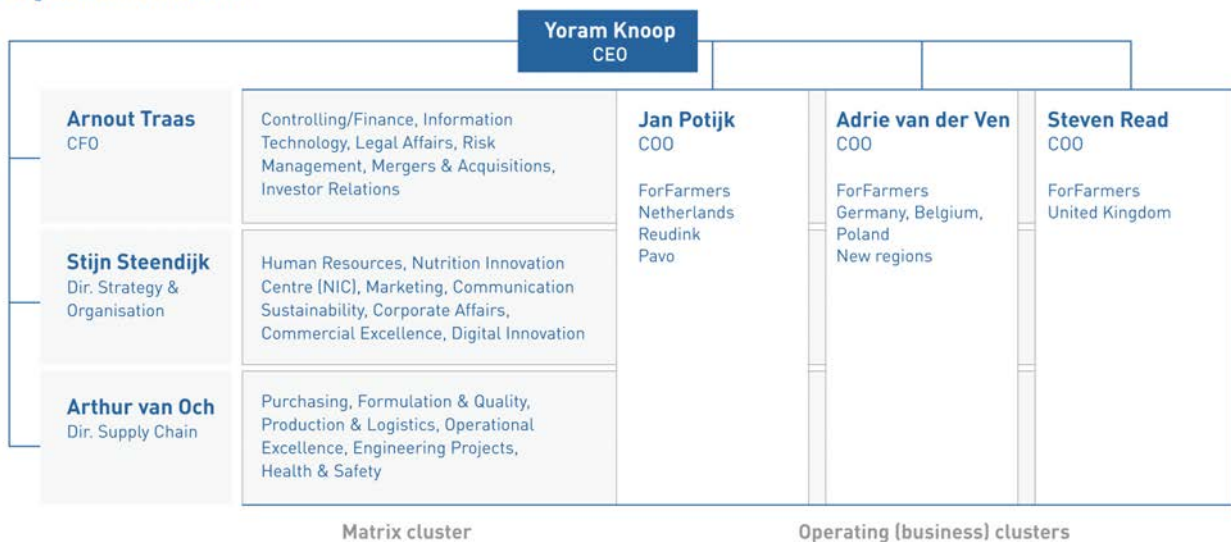 Yoram Knoop
CEO
Arnout Traas
CFO
Controlling/Finance, Information
Technology, Legal Affairs, Risk
Management, Mergers & Acquisitions,
Investor Relations
Stijn Steendijk
Dir. Strategy &
Organisation
Human Resources, Nutrition Innovation
Centre (NIC), Marketing, Communication
Sustainability, Corporate Affairs,
Commercial Excellence, Digital Innovation
Arthur van Och
Dir. Supply Chain
Purchasing, Formulation & Quality,
Production & Logistics, Operational
Excellence, Engineering Projects,
Health & Safety
Jan Potijk
COO
ForFarmers
Netherlands
Reudink
Pavo
Adrie van der Ven
COO
ForFarmers
Germany, Belgium,
Poland
New regions
Steven Read
COO
ForFarmers
United Kingdom
Matrix cluster
Operating (business) clusters